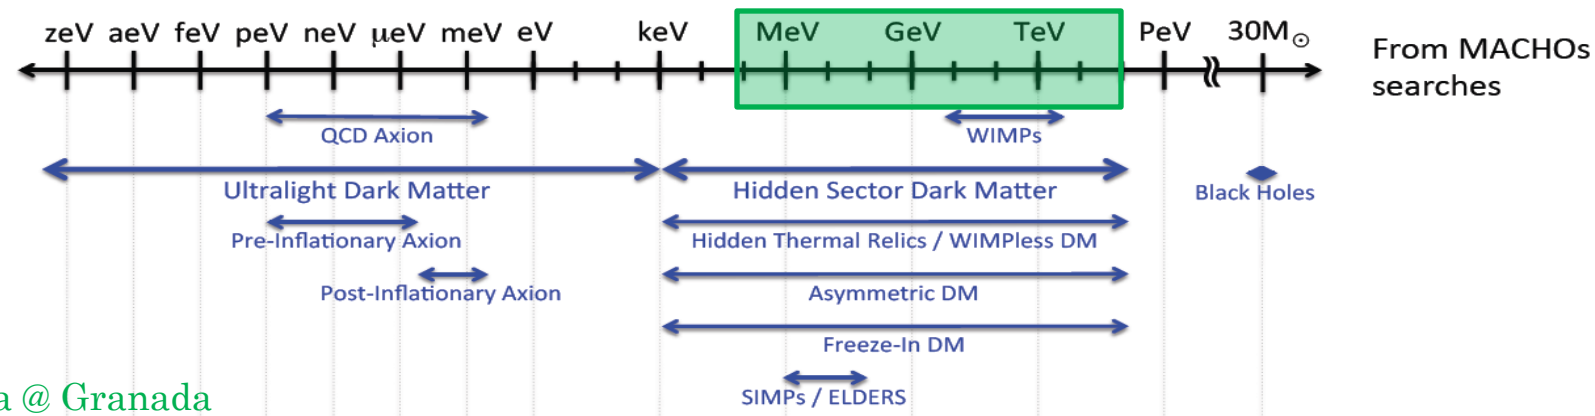 zeV aeV feV peV neV μeV meV eV keV MeV GeV TeV PeV 30M☉
From MACHOs
searches
QCD Axion WIMPs
Ultralight Dark Matter Hidden Sector Dark Matter Black Holes
Pre-Inflationary Axion Hidden Thermal Relics / WIMPless DM
Post-Inflationary Axion Asymmetric DM
Freeze-In DM
SIMPs / ELDERS
a @ Granada